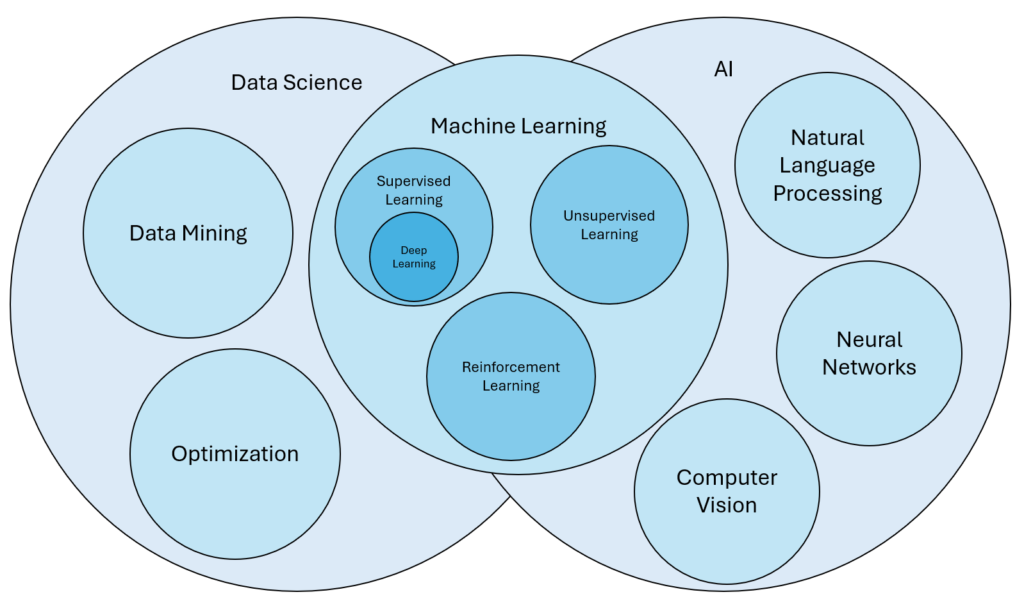 Data Science
AI
Machine Learning
Natural
Language
Processing
Supervised
Learning
Unsupervised
Learning
Data Mining
Deep
Learning
Neural
Networks
Reinforcement
Learning
Optimization
Computer
Vision